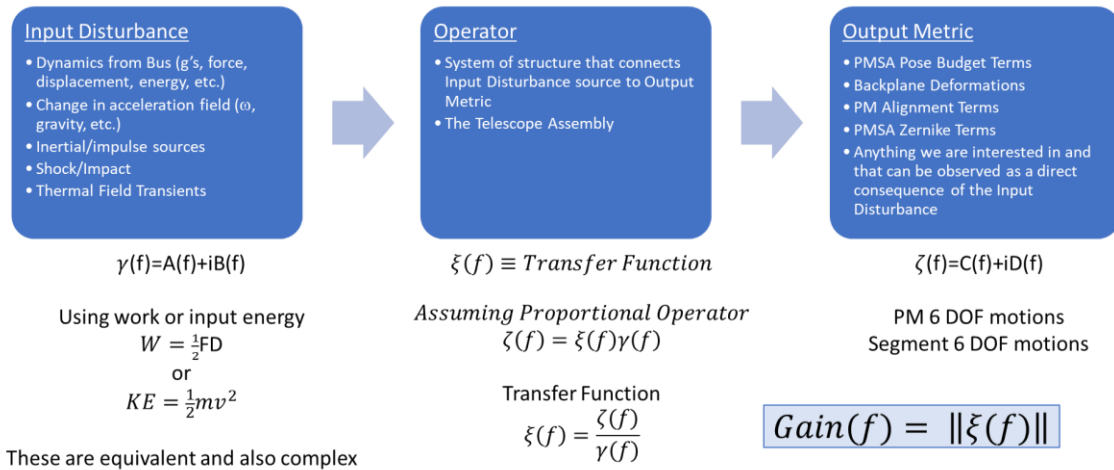 Input Disturbance
• Dynamics from Bus (g's, force,
displacement, energy, etc.)
• Change in acceleration field (ω,
gravity, etc.)
• Inertial/impulse sources
• Shock/Impact
• Thermal Field Transients
γ(f)=A(f)+iB(f)
Using work or input energy
W = ½FD
or
KE = ½mv²
These are equivalent and also complex
Operator
• System of structure that connects
Input Disturbance source to Output
Metric
• The Telescope Assembly
ξ(f) ≡ Transfer Function
Assuming Proportional Operator
ζ(f) = ξ(f)γ(f)
Transfer Function
ξ(f) = ζ(f)/γ(f)
Output Metric
• PMSA Pose Budget Terms
• Backplane Deformations
• PM Alignment Terms
• PMSA Zernike Terms
• Anything we are interested in and
that can be observed as a direct
consequence of the Input
Disturbance
ζ(f)=C(f)+iD(f)
PM 6 DOF motions
Segment 6 DOF motions
Gain(f) = ‖ξ(f)‖